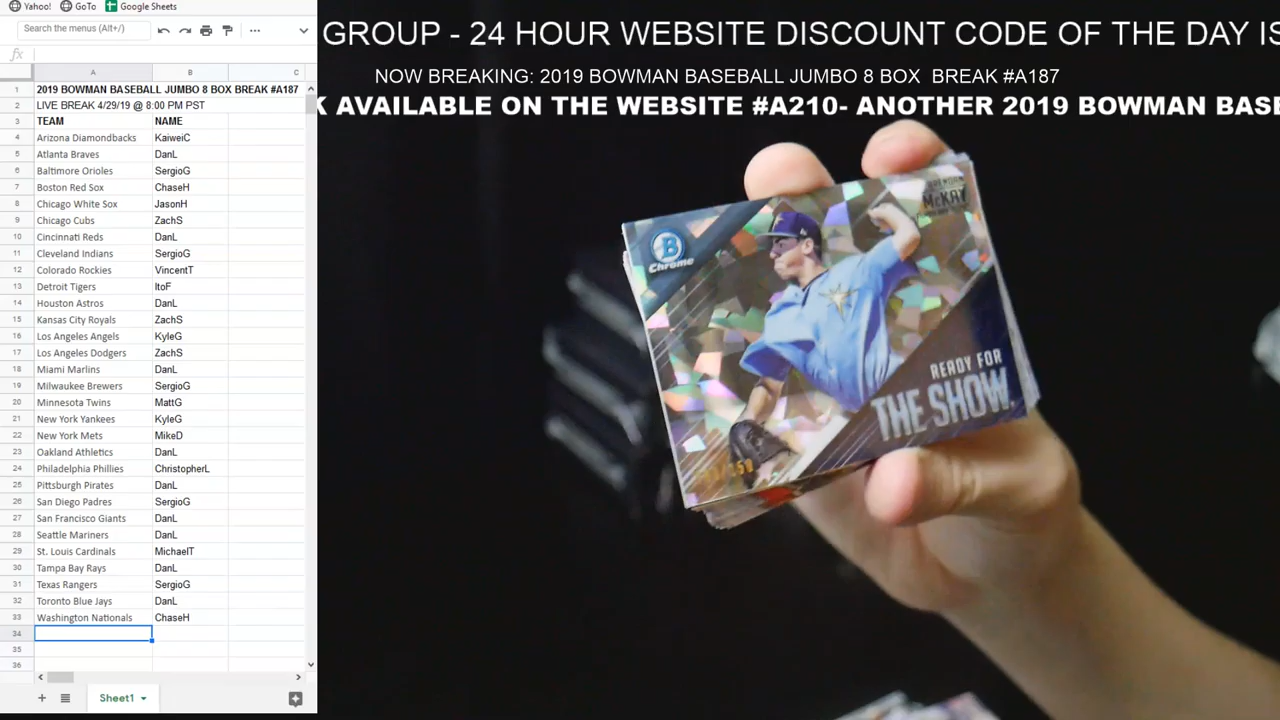 Yahoo!
GoTo
Google Sheets
Search the menus (Alt+/)
fx
A B C
1 2019 BOWMAN BASEBALL JUMBO 8 BOX BREAK #A187
2 LIVE BREAK 4/29/19 @ 8:00 PM PST
3 TEAM NAME
4 Arizona Diamondbacks KaiweiC
5 Atlanta Braves DanL
6 Baltimore Orioles SergioG
7 Boston Red Sox ChaseH
8 Chicago White Sox JasonH
9 Chicago Cubs ZachS
10 Cincinnati Reds DanL
11 Cleveland Indians SergioG
12 Colorado Rockies VincentT
13 Detroit Tigers ItoF
14 Houston Astros DanL
15 Kansas City Royals ZachS
16 Los Angeles Angels KyleG
17 Los Angeles Dodgers ZachS
18 Miami Marlins DanL
19 Milwaukee Brewers SergioG
20 Minnesota Twins MattG
21 New York Yankees KyleG
22 New York Mets MikeD
23 Oakland Athletics DanL
24 Philadelphia Phillies ChristopherL
25 Pittsburgh Pirates DanL
26 San Diego Padres SergioG
27 San Francisco Giants DanL
28 Seattle Mariners DanL
29 St. Louis Cardinals MichaelT
30 Tampa Bay Rays DanL
31 Texas Rangers SergioG
32 Toronto Blue Jays DanL
33 Washington Nationals ChaseH
34
35
36
Sheet1
GROUP - 24 HOUR WEBSITE DISCOUNT CODE OF THE DAY IS
NOW BREAKING: 2019 BOWMAN BASEBALL JUMBO 8 BOX BREAK #A187
K AVAILABLE ON THE WEBSITE #A210- ANOTHER 2019 BOWMAN BASE
McKAY
B
Chrome
READY FOR
THE SHOW